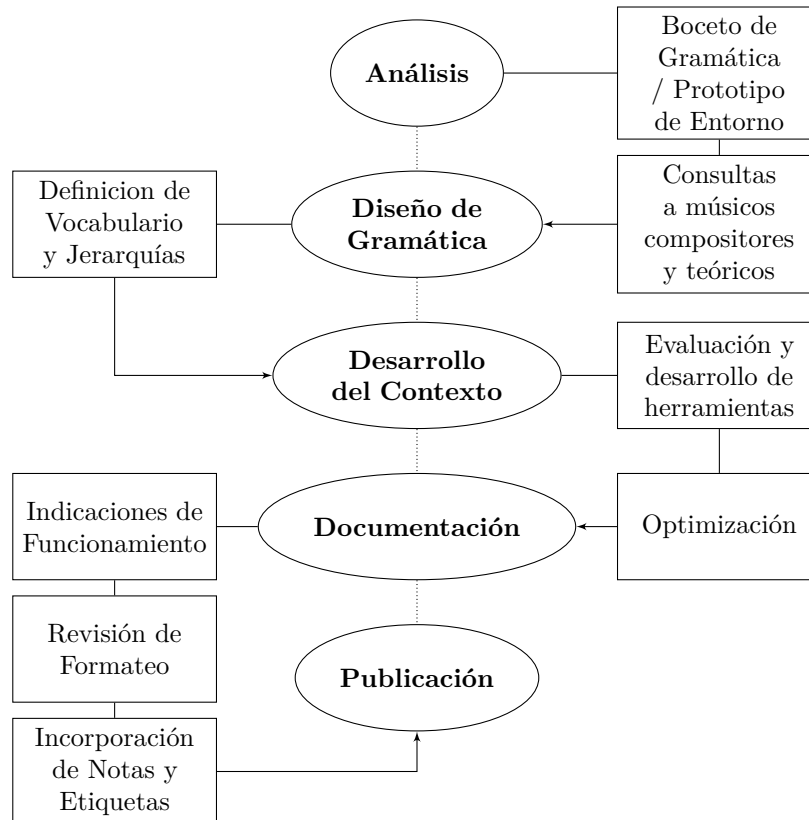 Análisis
Boceto de
Gramática
/ Prototipo
de Entorno
Consultas
a músicos
compositores
y teóricos
Diseño de
Gramática
Definicion de
Vocabulario
y Jerarquías
Desarrollo
del Contexto
Evaluación y
desarrollo de
herramientas
Optimización
Documentación
Indicaciones de
Funcionamiento
Revisión de
Formateo
Incorporación
de Notas y
Etiquetas
Publicación